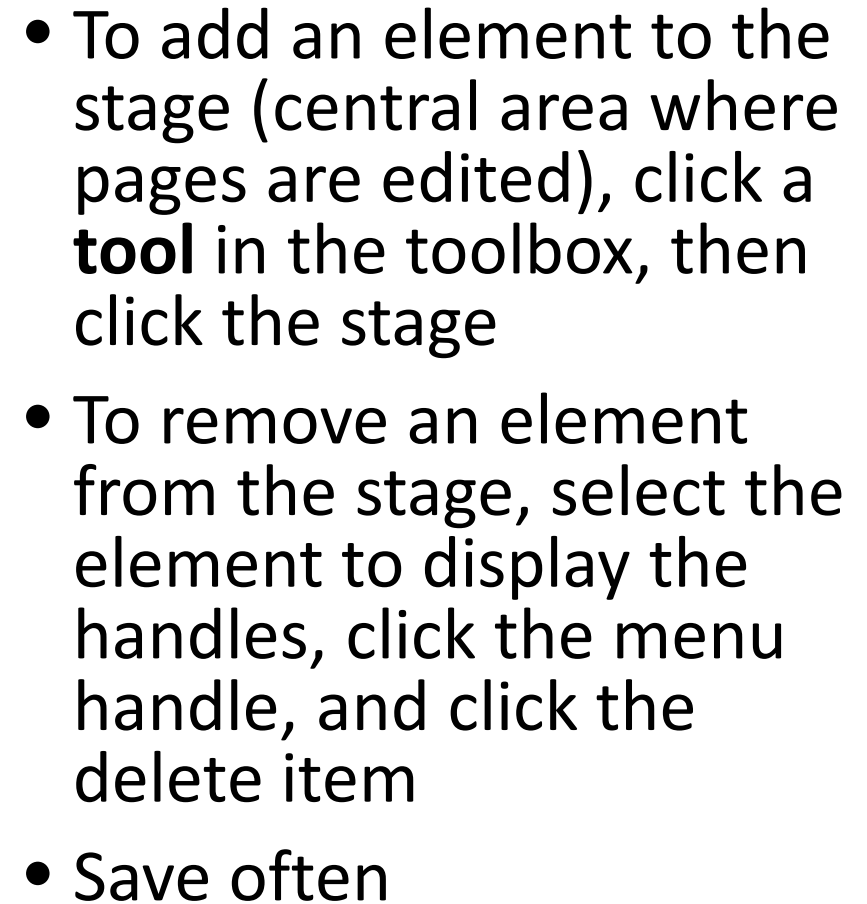 • To add an element to the
stage (central area where
pages are edited), click a
tool in the toolbox, then
click the stage
• To remove an element
from the stage, select the
element to display the
handles, click the menu
handle, and click the
delete item
• Save often